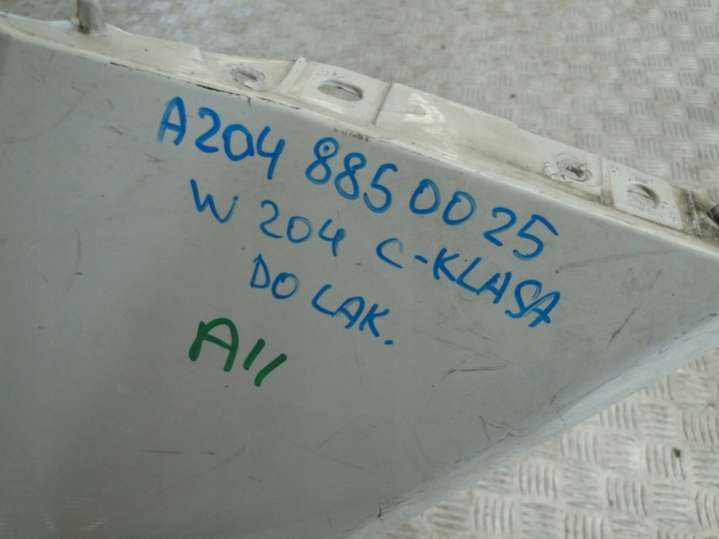 A204 885 00 25
W 204 C-KLASA
DO LAK.
A11